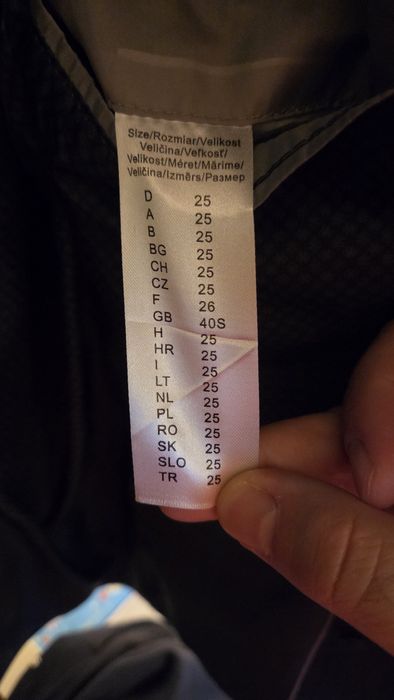 Size/Rozmiar/Velikost
Veličina/Veľkosť/
Velikost/Méret/Mărime/
Veličina/Izmērs/Размер
D 25
A 25
B 25
BG 25
CH 25
CZ 25
F 26
GB 40S
H 25
HR 25
I 25
LT 25
NL 25
PL 25
RO 25
SK 25
SLO 25
TR 25